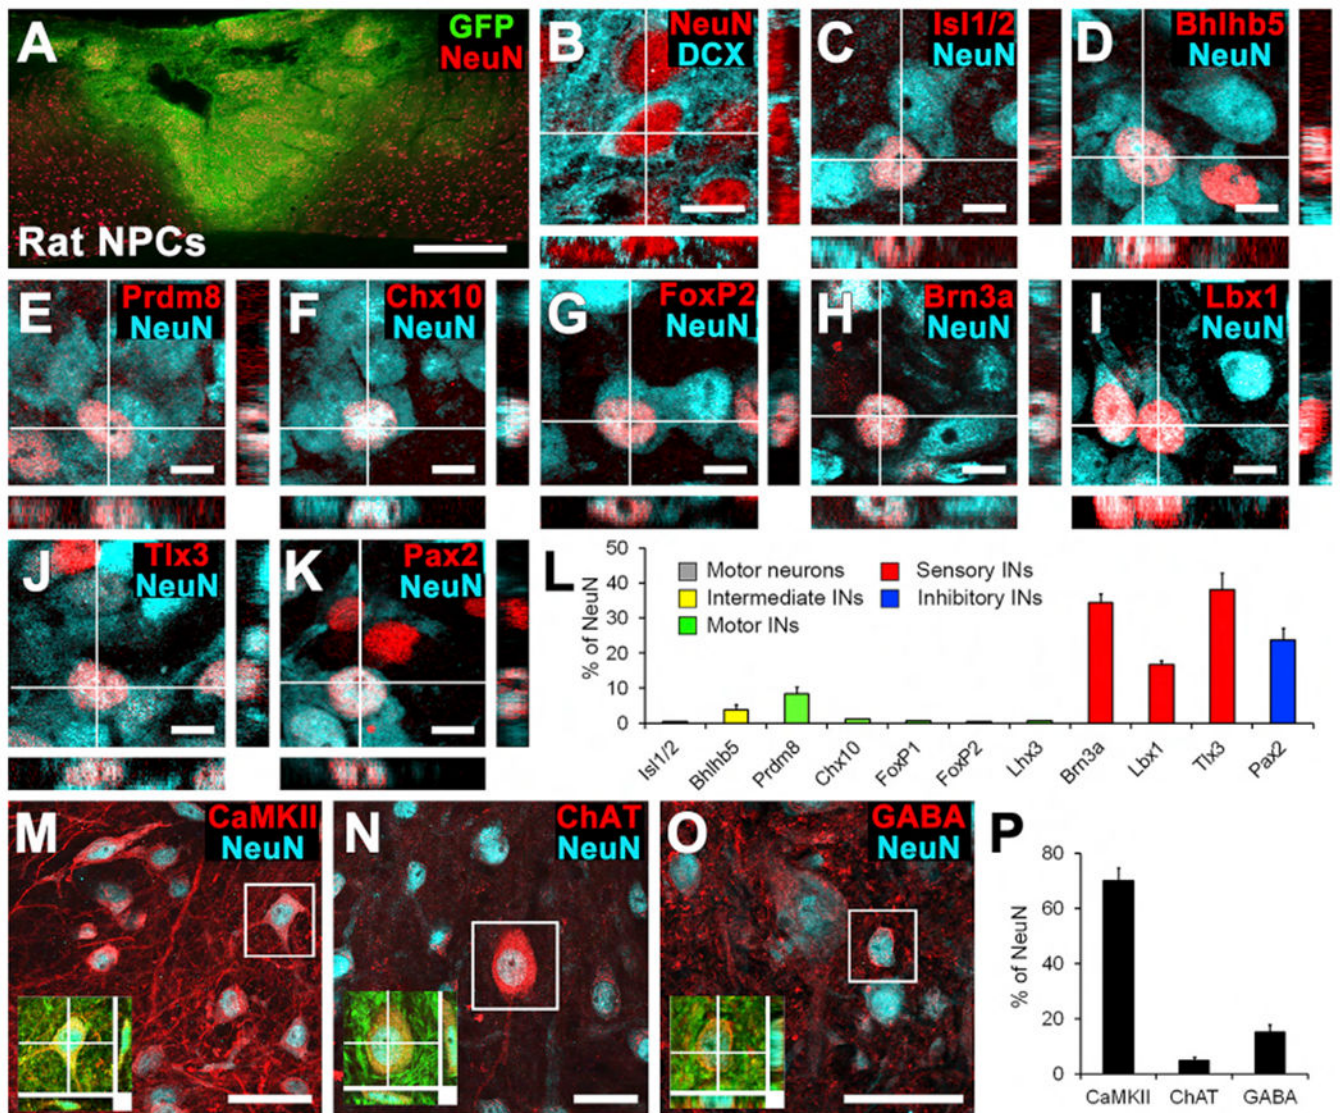 A
GFP
NeuN
Rat NPCs
B
NeuN
DCX
C
Isl1/2
NeuN
D
Bhlhb5
NeuN
E
Prdm8
NeuN
F
Chx10
NeuN
G
FoxP2
NeuN
H
Brn3a
NeuN
I
Lbx1
NeuN
J
Tlx3
NeuN
K
Pax2
NeuN
L
% of NeuN
50
40
30
20
10
0
Motor neurons
Intermediate INs
Motor INs
Sensory INs
Inhibitory INs
Isl1/2
Bhlhb5
Prdm8
Chx10
FoxP1
FoxP2
Lhx3
Brn3a
Lbx1
Tlx3
Pax2
M
CaMKII
NeuN
N
ChAT
NeuN
O
GABA
NeuN
P
% of NeuN
80
60
40
20
0
CaMKII
ChAT
GABA